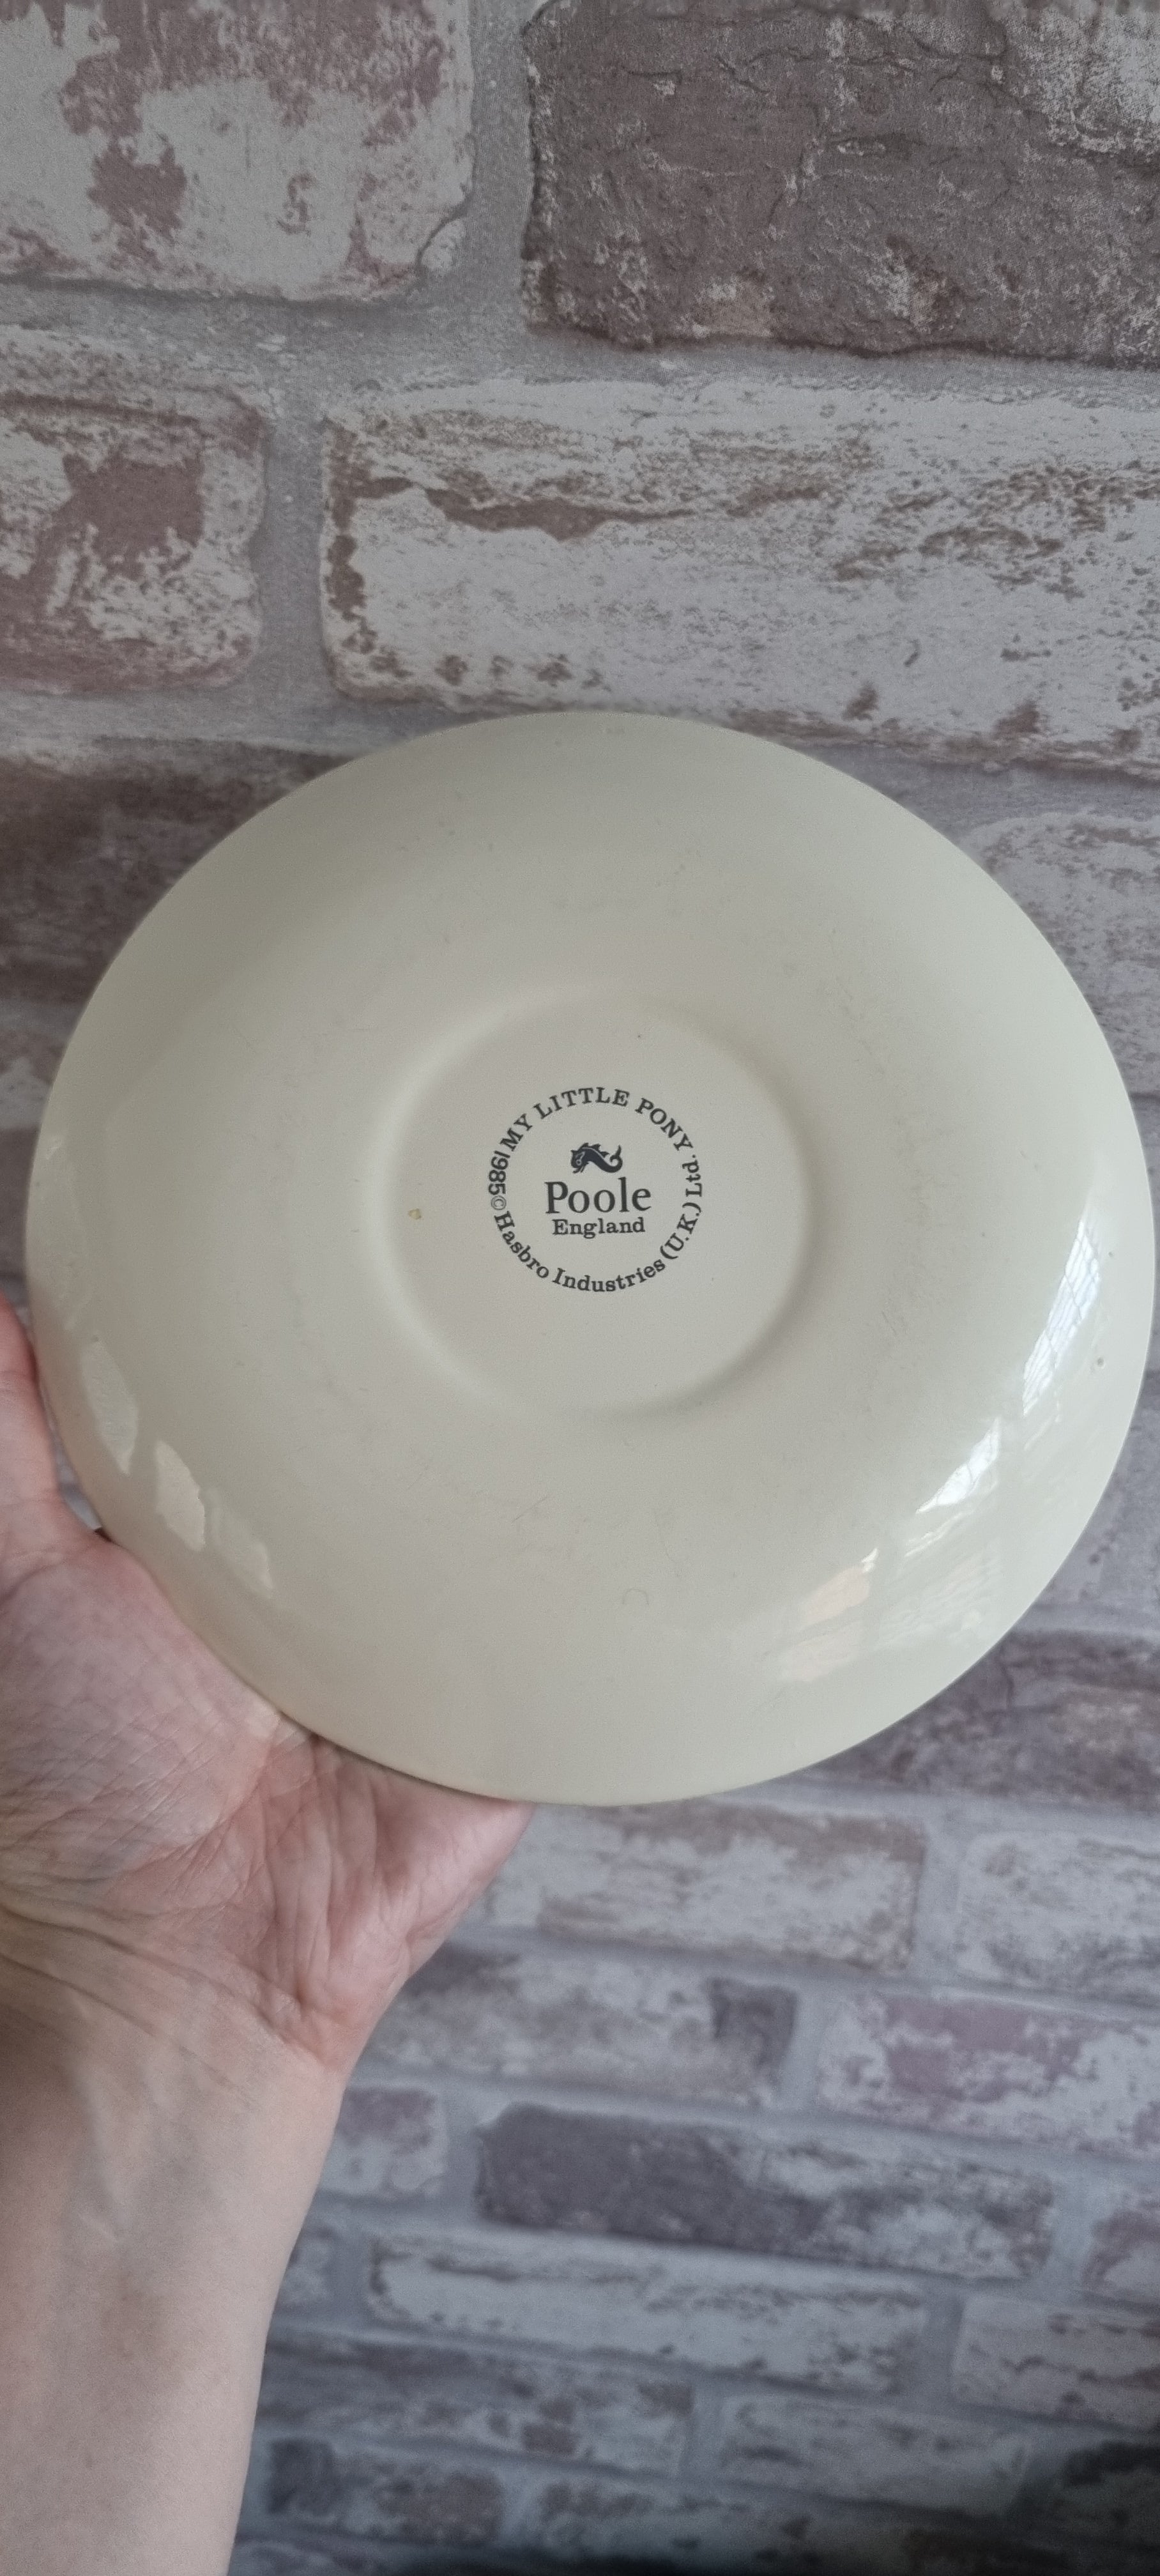 MY LITTLE PONY
Poole
England
1985© Hasbro Industries (U.K.) Ltd.